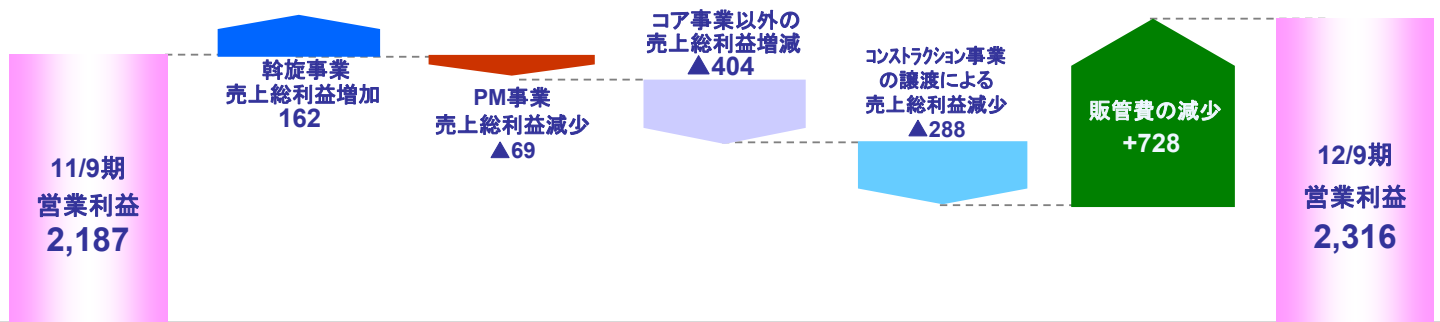 11/9期
営業利益
2,187
斡旋事業
売上総利益増加
162
PM事業
売上総利益減少
▲69
コア事業以外の
売上総利益増減
▲404
コンストラクション事業
の譲渡による
売上総利益減少
▲288
販管費の減少
+728
12/9期
営業利益
2,316